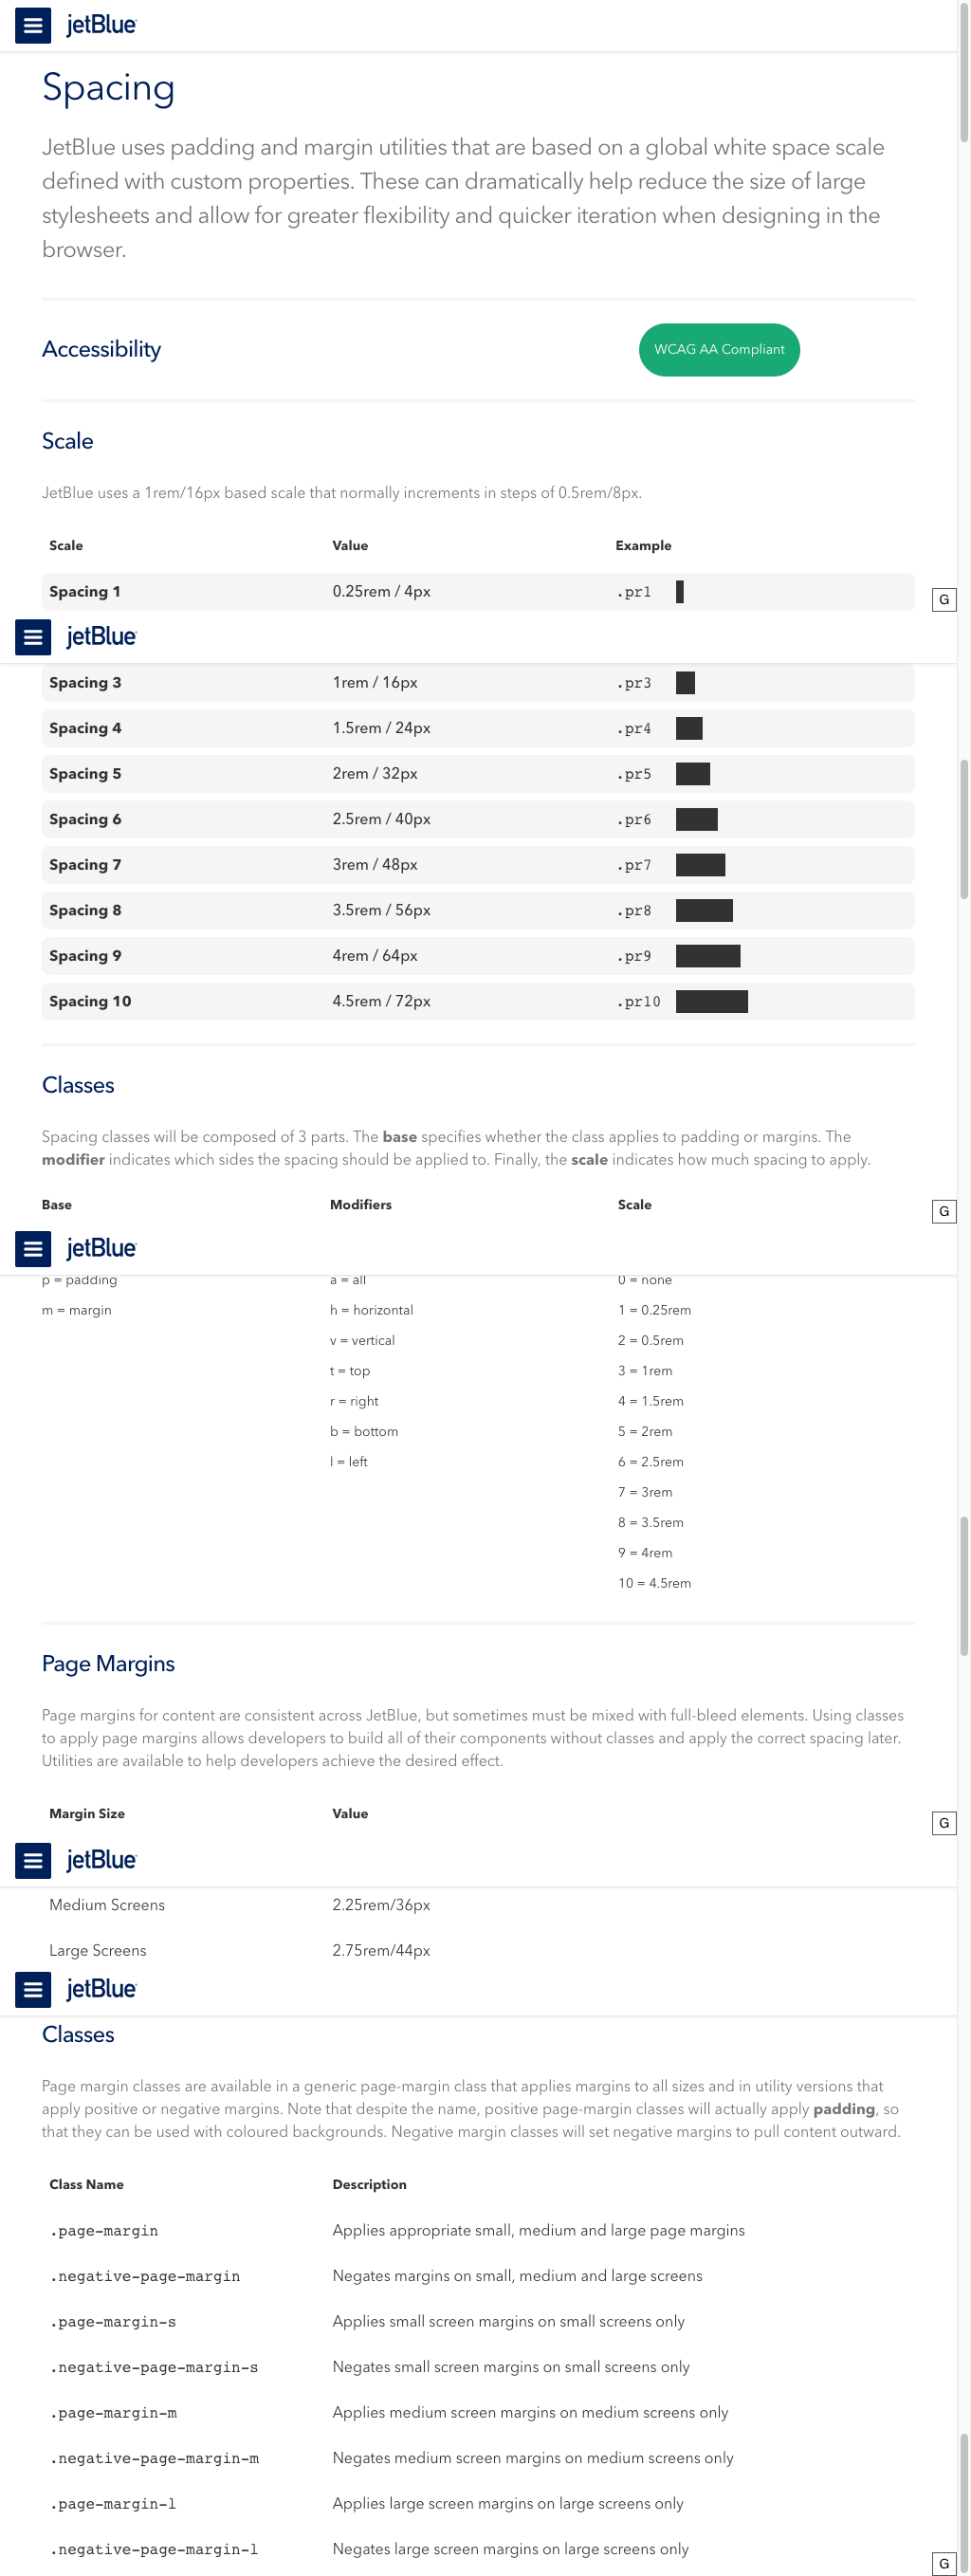 jetBlue
Spacing
JetBlue uses padding and margin utilities that are based on a global white space scale
defined with custom properties. These can dramatically help reduce the size of large
stylesheets and allow for greater flexibility and quicker iteration when designing in the
browser.
Accessibility
WCAG AA Compliant
Scale
JetBlue uses a 1rem/16px based scale that normally increments in steps of 0.5rem/8px.
Scale Value Example
Spacing 1 0.25rem / 4px .pr1
G
jetBlue
Spacing 3 1rem / 16px .pr3
Spacing 4 1.5rem / 24px .pr4
Spacing 5 2rem / 32px .pr5
Spacing 6 2.5rem / 40px .pr6
Spacing 7 3rem / 48px .pr7
Spacing 8 3.5rem / 56px .pr8
Spacing 9 4rem / 64px .pr9
Spacing 10 4.5rem / 72px .pr10
Classes
Spacing classes will be composed of 3 parts. The base specifies whether the class applies to padding or margins. The
modifier indicates which sides the spacing should be applied to. Finally, the scale indicates how much spacing to apply.
Base Modifiers Scale
G
jetBlue
p = padding a = all 0 = none
m = margin h = horizontal 1 = 0.25rem
v = vertical 2 = 0.5rem
t = top 3 = 1rem
r = right 4 = 1.5rem
b = bottom 5 = 2rem
l = left 6 = 2.5rem
7 = 3rem
8 = 3.5rem
9 = 4rem
10 = 4.5rem
Page Margins
Page margins for content are consistent across JetBlue, but sometimes must be mixed with full-bleed elements. Using classes
to apply page margins allows developers to build all of their components without classes and apply the correct spacing later.
Utilities are available to help developers achieve the desired effect.
Margin Size Value
G
jetBlue
Medium Screens 2.25rem/36px
Large Screens 2.75rem/44px
jetBlue
Classes
Page margin classes are available in a generic page-margin class that applies margins to all sizes and in utility versions that
apply positive or negative margins. Note that despite the name, positive page-margin classes will actually apply padding, so
that they can be used with coloured backgrounds. Negative margin classes will set negative margins to pull content outward.
Class Name Description
.page-margin Applies appropriate small, medium and large page margins
.negative-page-margin Negates margins on small, medium and large screens
.page-margin-s Applies small screen margins on small screens only
.negative-page-margin-s Negates small screen margins on small screens only
.page-margin-m Applies medium screen margins on medium screens only
.negative-page-margin-m Negates medium screen margins on medium screens only
.page-margin-l Applies large screen margins on large screens only
.negative-page-margin-l Negates large screen margins on large screens only
G